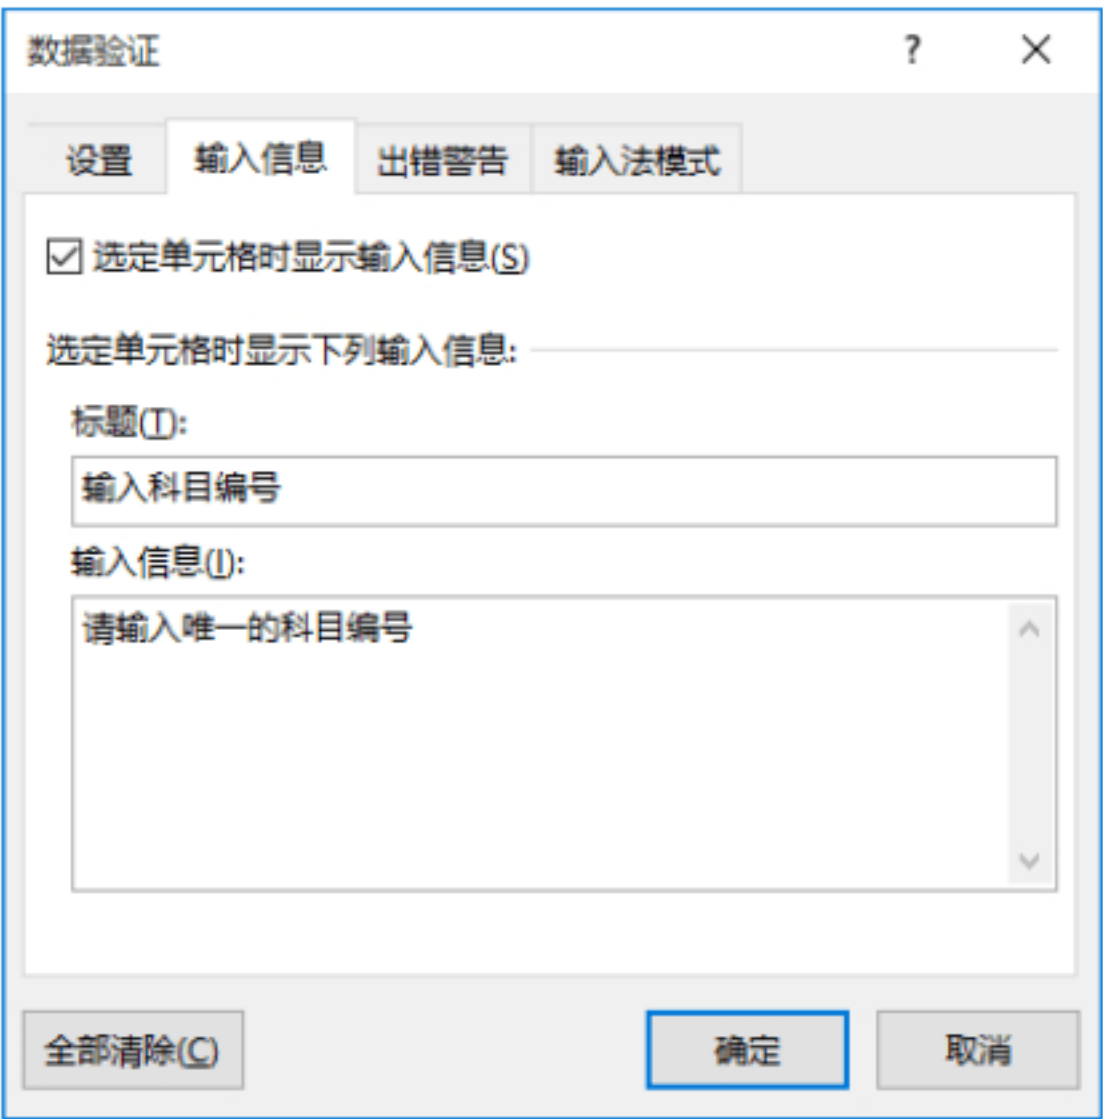 数据验证
?
设置 输入信息 出错警告 输入法模式
选定单元格时显示输入信息(S)
选定单元格时显示下列输入信息:
标题(T):
输入科目编号
输入信息(I):
请输入唯一的科目编号
全部清除(C) 确定 取消